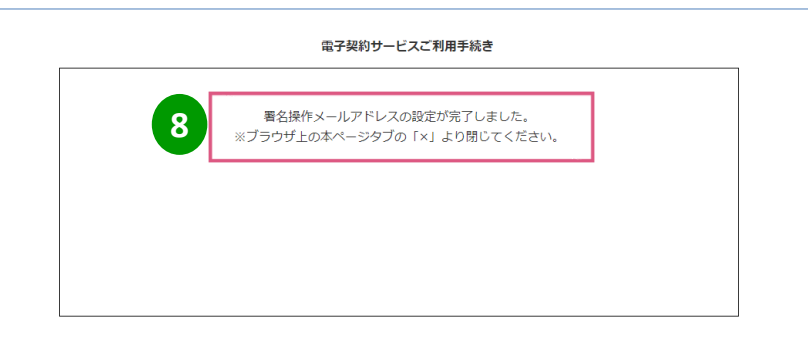 電子契約サービスご利用手続き
8
署名操作メールアドレスの設定が完了しました。
※ブラウザ上の本ページタブの「×」より閉じてください。